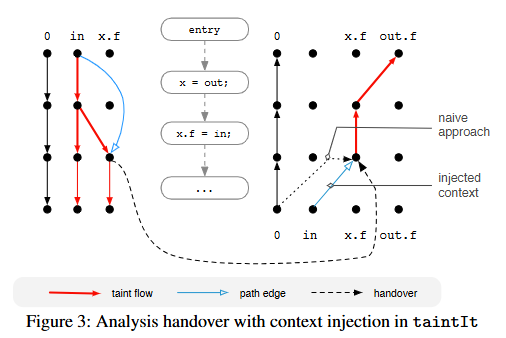 0 in x.f
entry
x = out;
x.f = in;
...
x.f out.f
naive
approach
injected
context
0 in x.f out.f
taint flow
path edge
handover
Figure 3: Analysis handover with context injection in taintIt